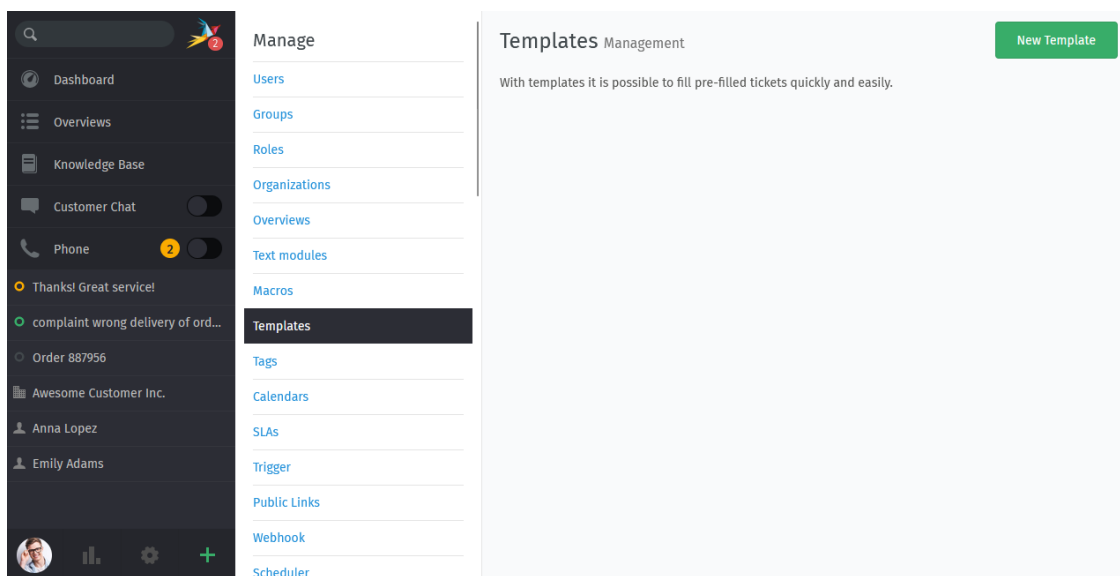 2
Dashboard
Overviews
Knowledge Base
Customer Chat
Phone 2
Thanks! Great service!
complaint wrong delivery of ord...
Order 887956
Awesome Customer Inc.
Anna Lopez
Emily Adams
Manage
Users
Groups
Roles
Organizations
Overviews
Text modules
Macros
Templates
Tags
Calendars
SLAs
Trigger
Public Links
Webhook
Scheduler
Templates Management
New Template
With templates it is possible to fill pre-filled tickets quickly and easily.